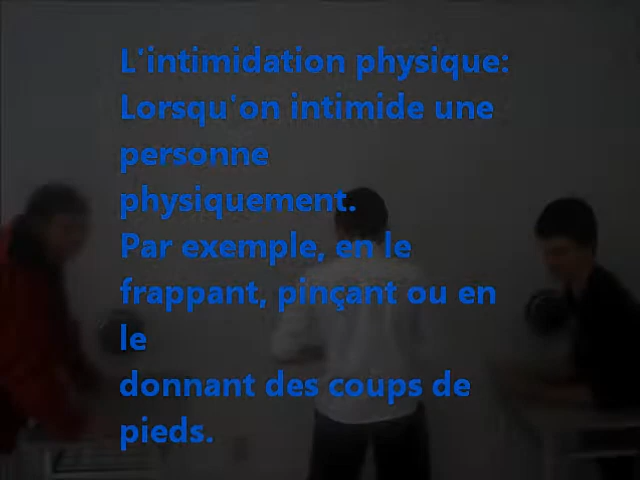 L'intimidation physique:
Lorsqu'on intimide une
personne
physiquement.
Par exemple, en le
frappant, pinçant ou en
le
donnant des coups de
pieds.